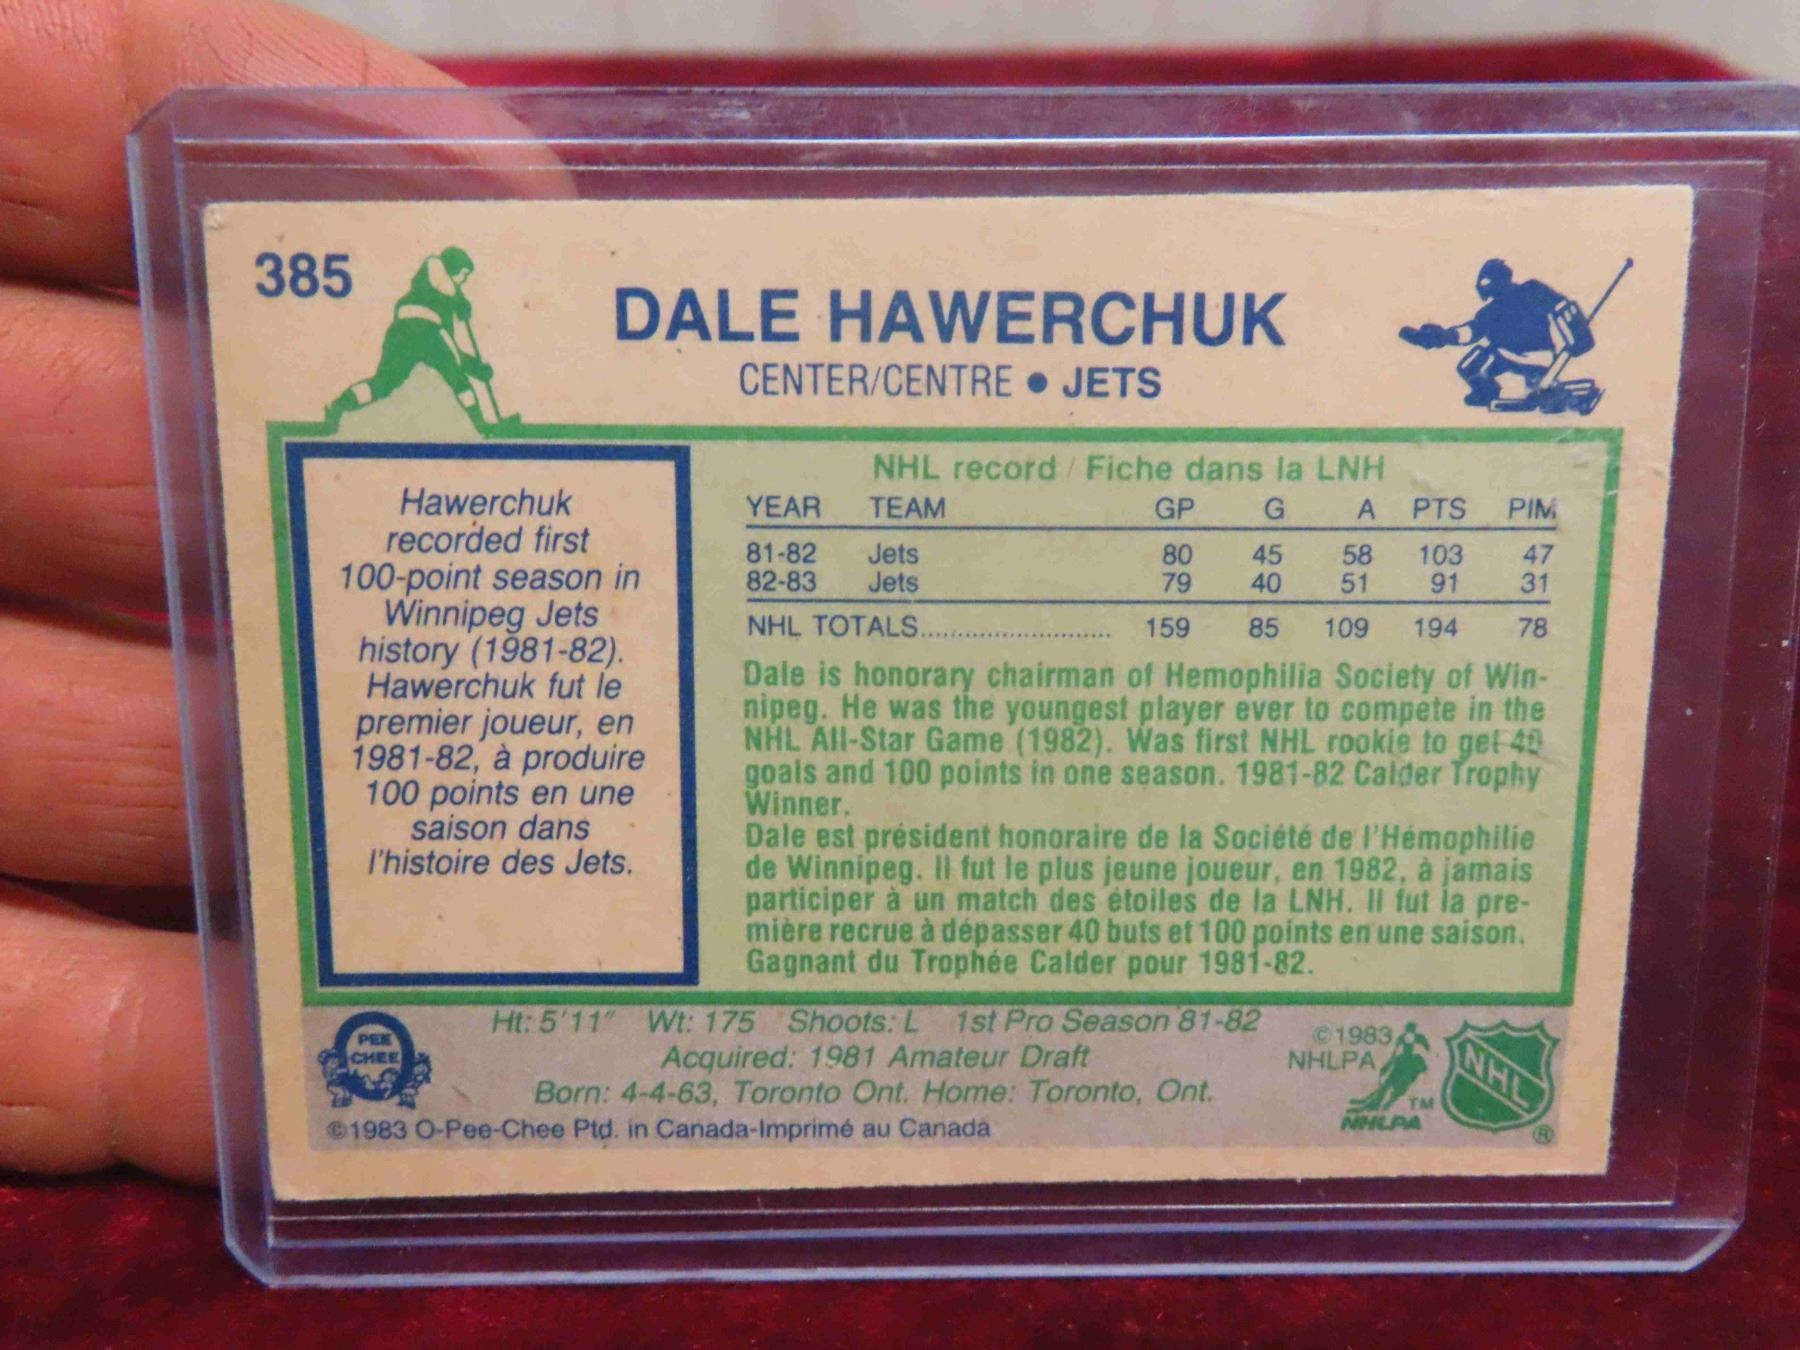 385
DALE HAWERCHUK
CENTER/CENTRE • JETS
Hawerchuk
recorded first
100-point season in
Winnipeg Jets
history (1981-82).
Hawerchuk fut le
premier joueur, en
1981-82, à produire
100 points en une
saison dans
l'histoire des Jets.
NHL record / Fiche dans la LNH
YEAR TEAM GP G A PTS PIM
81-82 Jets 80 45 58 103 47
82-83 Jets 79 40 51 91 31
NHL TOTALS........................... 159 85 109 194 78
Dale is honorary chairman of Hemophilia Society of Win-
nipeg. He was the youngest player ever to compete in the
NHL All-Star Game (1982). Was first NHL rookie to get 40
goals and 100 points in one season. 1981-82 Calder Trophy
Winner.
Dale est président honoraire de la Société de l'Hémophilie
de Winnipeg. Il fut le plus jeune joueur, en 1982, à jamais
participer à un match des étoiles de la LNH. Il fut la pre-
mière recrue à dépasser 40 buts et 100 points en une saison.
Gagnant du Trophée Calder pour 1981-82.
PEE
CHEE
Ht: 5'11" Wt: 175 Shoots: L 1st Pro Season 81-82
Acquired: 1981 Amateur Draft
Born: 4-4-63, Toronto Ont. Home: Toronto, Ont.
©1983 O-Pee-Chee Ptd. in Canada-Imprimé au Canada
©1983
NHLPA
TM
NHLPA
NHL
®